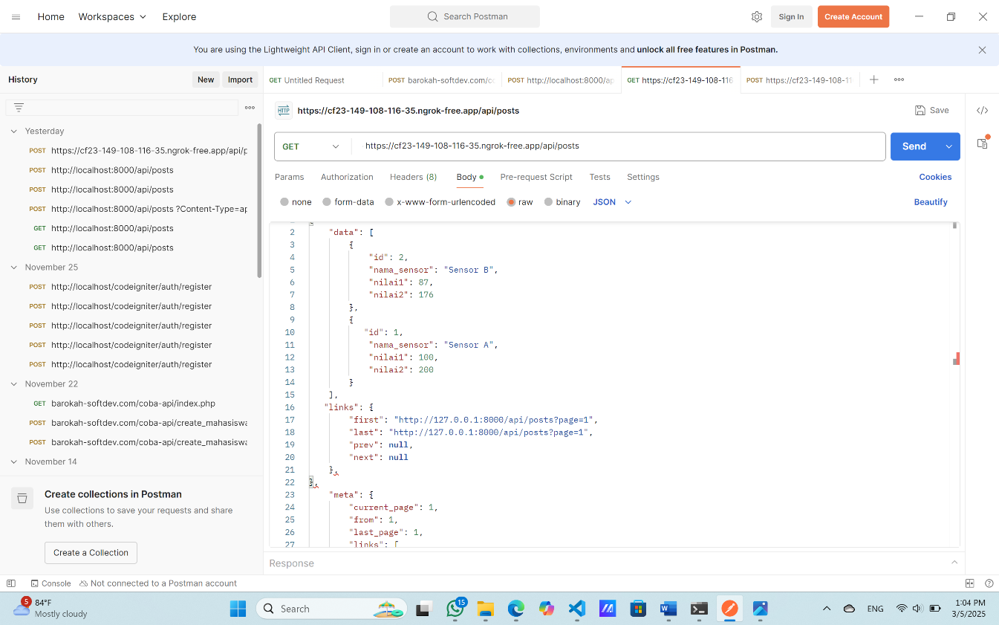 Home Workspaces Explore Search Postman Sign In Create Account
You are using the Lightweight API Client, sign in or create an account to work with collections, environments and unlock all free features in Postman.
History New Import
GET Untitled Request POST barokah-softdev.com/co POST http://localhost:8000/ap GET https://cf23-149-108-116 POST https://cf23-149-108-11
HTTP https://cf23-149-108-116-35.ngrok-free.app/api/posts Save
GET https://cf23-149-108-116-35.ngrok-free.app/api/posts Send
Params Authorization Headers (8) Body Pre-request Script Tests Settings Cookies
none form-data x-www-form-urlencoded raw binary JSON Beautify
Yesterday
POST https://cf23-149-108-116-35.ngrok-free.app/api/p
POST http://localhost:8000/api/posts
POST http://localhost:8000/api/posts
POST http://localhost:8000/api/posts ?Content-Type=ap
GET http://localhost:8000/api/posts
GET http://localhost:8000/api/posts
November 25
POST http://localhost/codeigniter/auth/register
POST http://localhost/codeigniter/auth/register
POST http://localhost/codeigniter/auth/register
POST http://localhost/codeigniter/auth/register
POST http://localhost/codeigniter/auth/register
November 22
GET barokah-softdev.com/coba-api/index.php
POST barokah-softdev.com/coba-api/create_mahasiswa
POST barokah-softdev.com/coba-api/create_mahasiswa
November 14
Create collections in Postman
Use collections to save your requests and share
them with others.
Create a Collection
2 "data": [
3 {
4 "id": 2,
5 "nama_sensor": "Sensor B",
6 "nilai1": 87,
7 "nilai2": 176
8 },
9 {
10 "id": 1,
11 "nama_sensor": "Sensor A",
12 "nilai1": 100,
13 "nilai2": 200
14 }
15 ],
16 "links": {
17 "first": "http://127.0.0.1:8000/api/posts?page=1",
18 "last": "http://127.0.0.1:8000/api/posts?page=1",
19 "prev": null,
20 "next": null
21 },
22 },
23 "meta": {
24 "current_page": 1,
25 "from": 1,
26 "last_page": 1,
27 "links": [
Response
Console Not connected to a Postman account
5 84°F
Mostly cloudy
Search
15
ENG
1:04 PM
3/5/2025